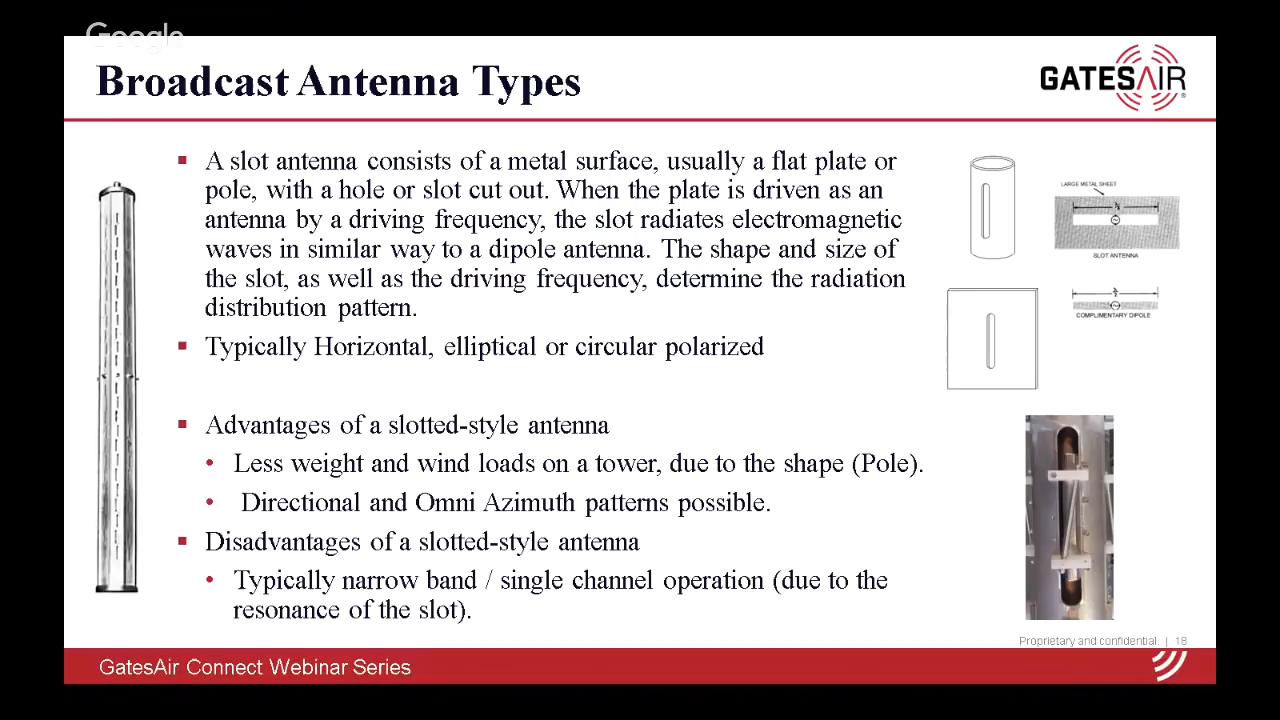 Google
Broadcast Antenna Types
GATESAIR
▪ A slot antenna consists of a metal surface, usually a flat plate or
pole, with a hole or slot cut out. When the plate is driven as an
antenna by a driving frequency, the slot radiates electromagnetic
waves in similar way to a dipole antenna. The shape and size of
the slot, as well as the driving frequency, determine the radiation
distribution pattern.
▪ Typically Horizontal, elliptical or circular polarized
▪ Advantages of a slotted-style antenna
• Less weight and wind loads on a tower, due to the shape (Pole).
• Directional and Omni Azimuth patterns possible.
▪ Disadvantages of a slotted-style antenna
• Typically narrow band / single channel operation (due to the
resonance of the slot).
LARGE METAL SHEET
SLOT ANTENNA
COMPLIMENTARY DIPOLE
Proprietary and confidential. | 18
GatesAir Connect Webinar Series